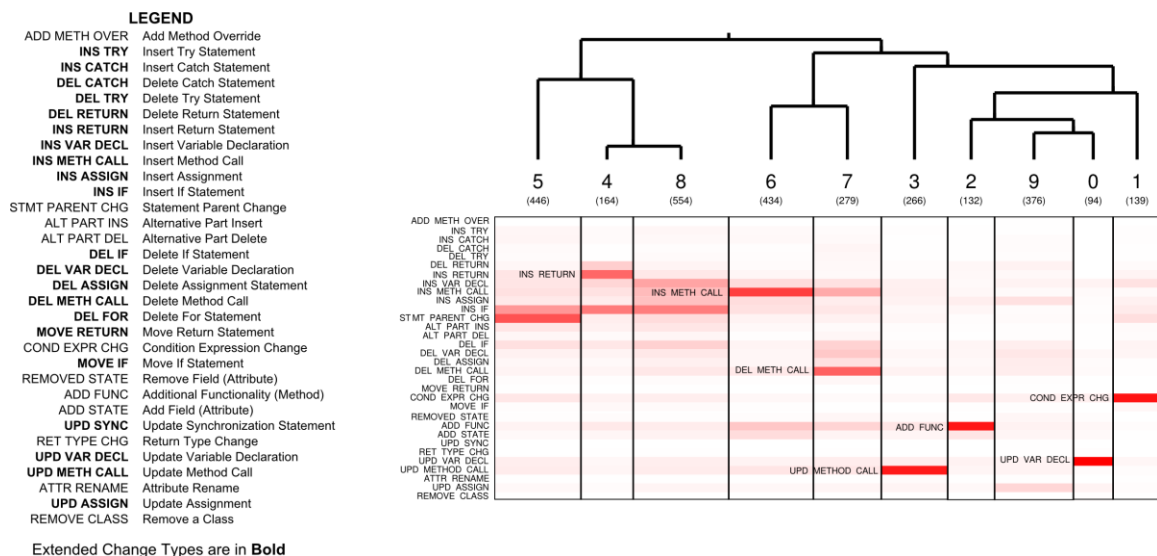 LEGEND
ADD METH OVER Add Method Override
INS TRY Insert Try Statement
INS CATCH Insert Catch Statement
DEL CATCH Delete Catch Statement
DEL TRY Delete Try Statement
DEL RETURN Delete Return Statement
INS RETURN Insert Return Statement
INS VAR DECL Insert Variable Declaration
INS METH CALL Insert Method Call
INS ASSIGN Insert Assignment
INS IF Insert If Statement
STMT PARENT CHG Statement Parent Change
ALT PART INS Alternative Part Insert
ALT PART DEL Alternative Part Delete
DEL IF Delete If Statement
DEL VAR DECL Delete Variable Declaration
DEL ASSIGN Delete Assignment Statement
DEL METH CALL Delete Method Call
DEL FOR Delete For Statement
MOVE RETURN Move Return Statement
COND EXPR CHG Condition Expression Change
MOVE IF Move If Statement
REMOVED STATE Remove Field (Attribute)
ADD FUNC Additional Functionality (Method)
ADD STATE Add Field (Attribute)
UPD SYNC Update Synchronization Statement
RET TYPE CHG Return Type Change
UPD VAR DECL Update Variable Declaration
UPD METH CALL Update Method Call
ATTR RENAME Attribute Rename
UPD ASSIGN Update Assignment
REMOVE CLASS Remove a Class
Extended Change Types are in Bold
5 4 8 6 7 3 2 9 0 1
(446) (164) (554) (434) (279) (266) (132) (376) (94) (139)
ADD METH OVER
INS TRY
INS CATCH
DEL CATCH
DEL TRY
DEL RETURN
INS RETURN INS RETURN
INS VAR DECL
INS METH CALL INS METH CALL
INS ASSIGN
INS IF
STMT PARENT CHG
ALT PART INS
ALT PART DEL
DEL IF
DEL VAR DECL
DEL ASSIGN
DEL METH CALL DEL METH CALL
DEL FOR
MOVE RETURN
COND EXPR CHG COND EXPR CHG
MOVE IF
REMOVED STATE
ADD FUNC ADD FUNC
ADD STATE
UPD SYNC
RET TYPE CHG
UPD VAR DECL UPD VAR DECL
UPD METHOD CALL UPD METHOD CALL
ATTR RENAME
UPD ASSIGN
REMOVE CLASS